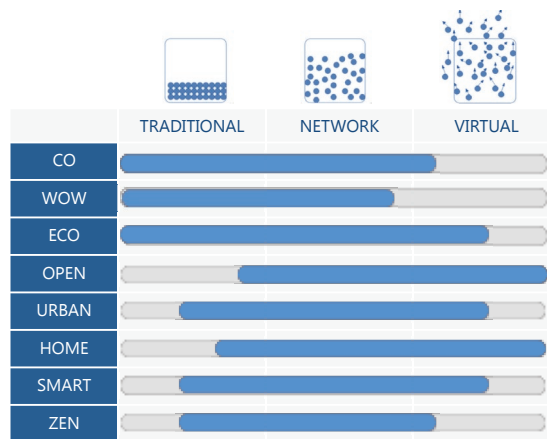 TRADITIONAL NETWORK VIRTUAL
CO
WOW
ECO
OPEN
URBAN
HOME
SMART
ZEN